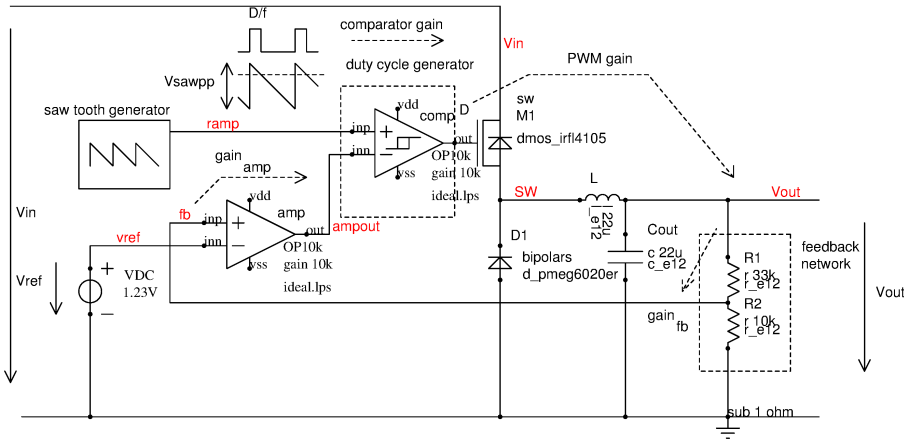 D/f
comparator gain
Vin
PWM gain
duty cycle generator
Vsawpp
saw tooth generator
ramp
vdd
inp
inn
vss
comp
D
out
OP10k
gain 10k
ideal.lps
sw
M1
dmos_irfl4105
gain
amp
vdd
fb
inp
inn
vss
amp
out
ampout
OP10k
gain 10k
ideal.lps
vref
Vin
Vref
VDC
1.23V
SW
L
l 22u
l_e12
Vout
D1
bipolars
d_pmeg6020er
Cout
c 22u
c_e12
R1
r 33k
r_e12
R2
r 10k
r_e12
feedback
network
gain
fb
Vout
sub 1 ohm